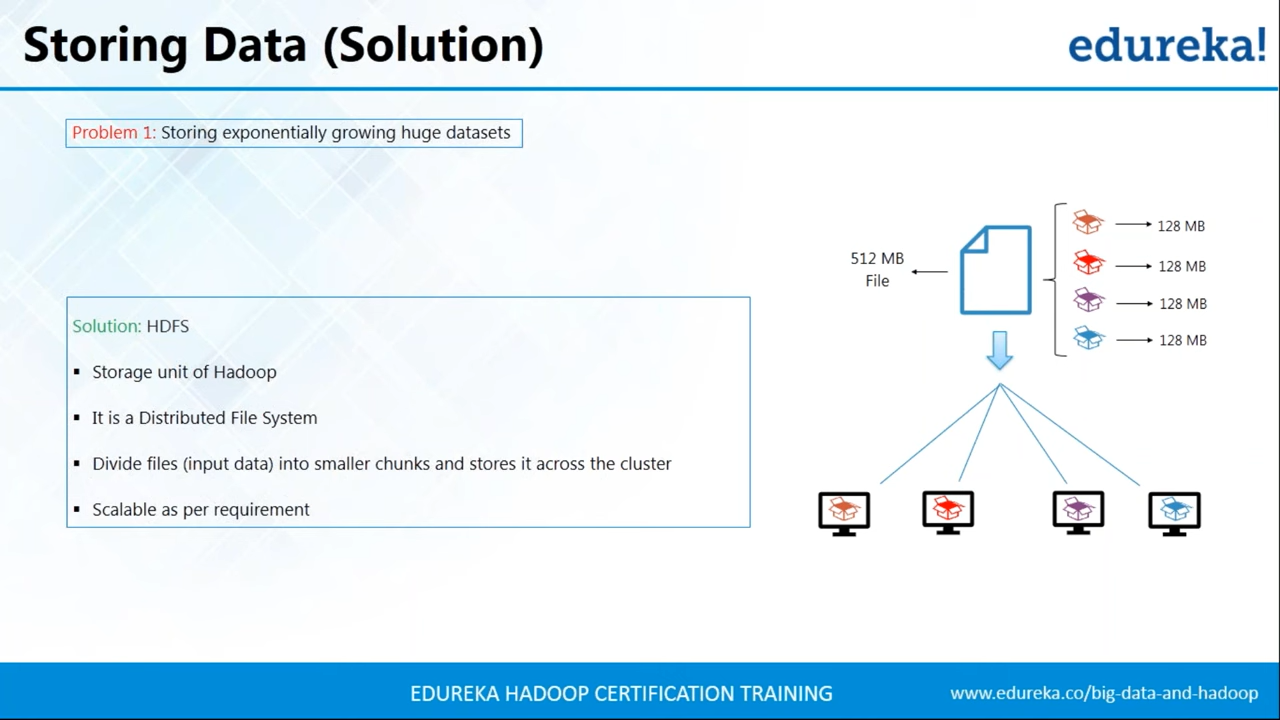 Storing Data (Solution)
edureka!
Problem 1: Storing exponentially growing huge datasets
Solution: HDFS
▪ Storage unit of Hadoop
▪ It is a Distributed File System
▪ Divide files (input data) into smaller chunks and stores it across the cluster
▪ Scalable as per requirement
512 MB
File
128 MB
128 MB
128 MB
128 MB
EDUREKA HADOOP CERTIFICATION TRAINING
www.edureka.co/big-data-and-hadoop